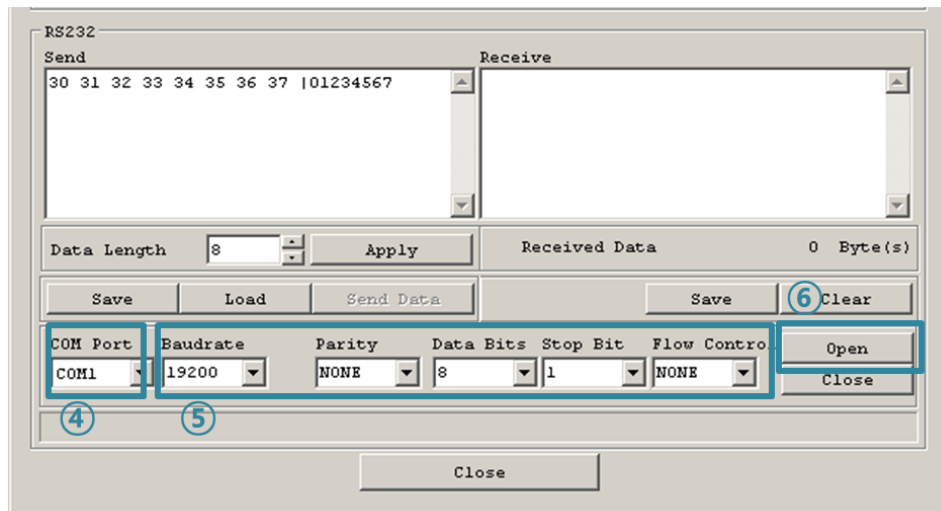 RS232
Send Receive
30 31 32 33 34 35 36 37 |01234567
Data Length 8 Apply Received Data 0 Byte(s)
Save Load Send Data Save ⑥ Clear
COM Port Baudrate Parity Data Bits Stop Bit Flow Contro Open
COM1 19200 NONE 8 1 NONE Close
④ ⑤
Close